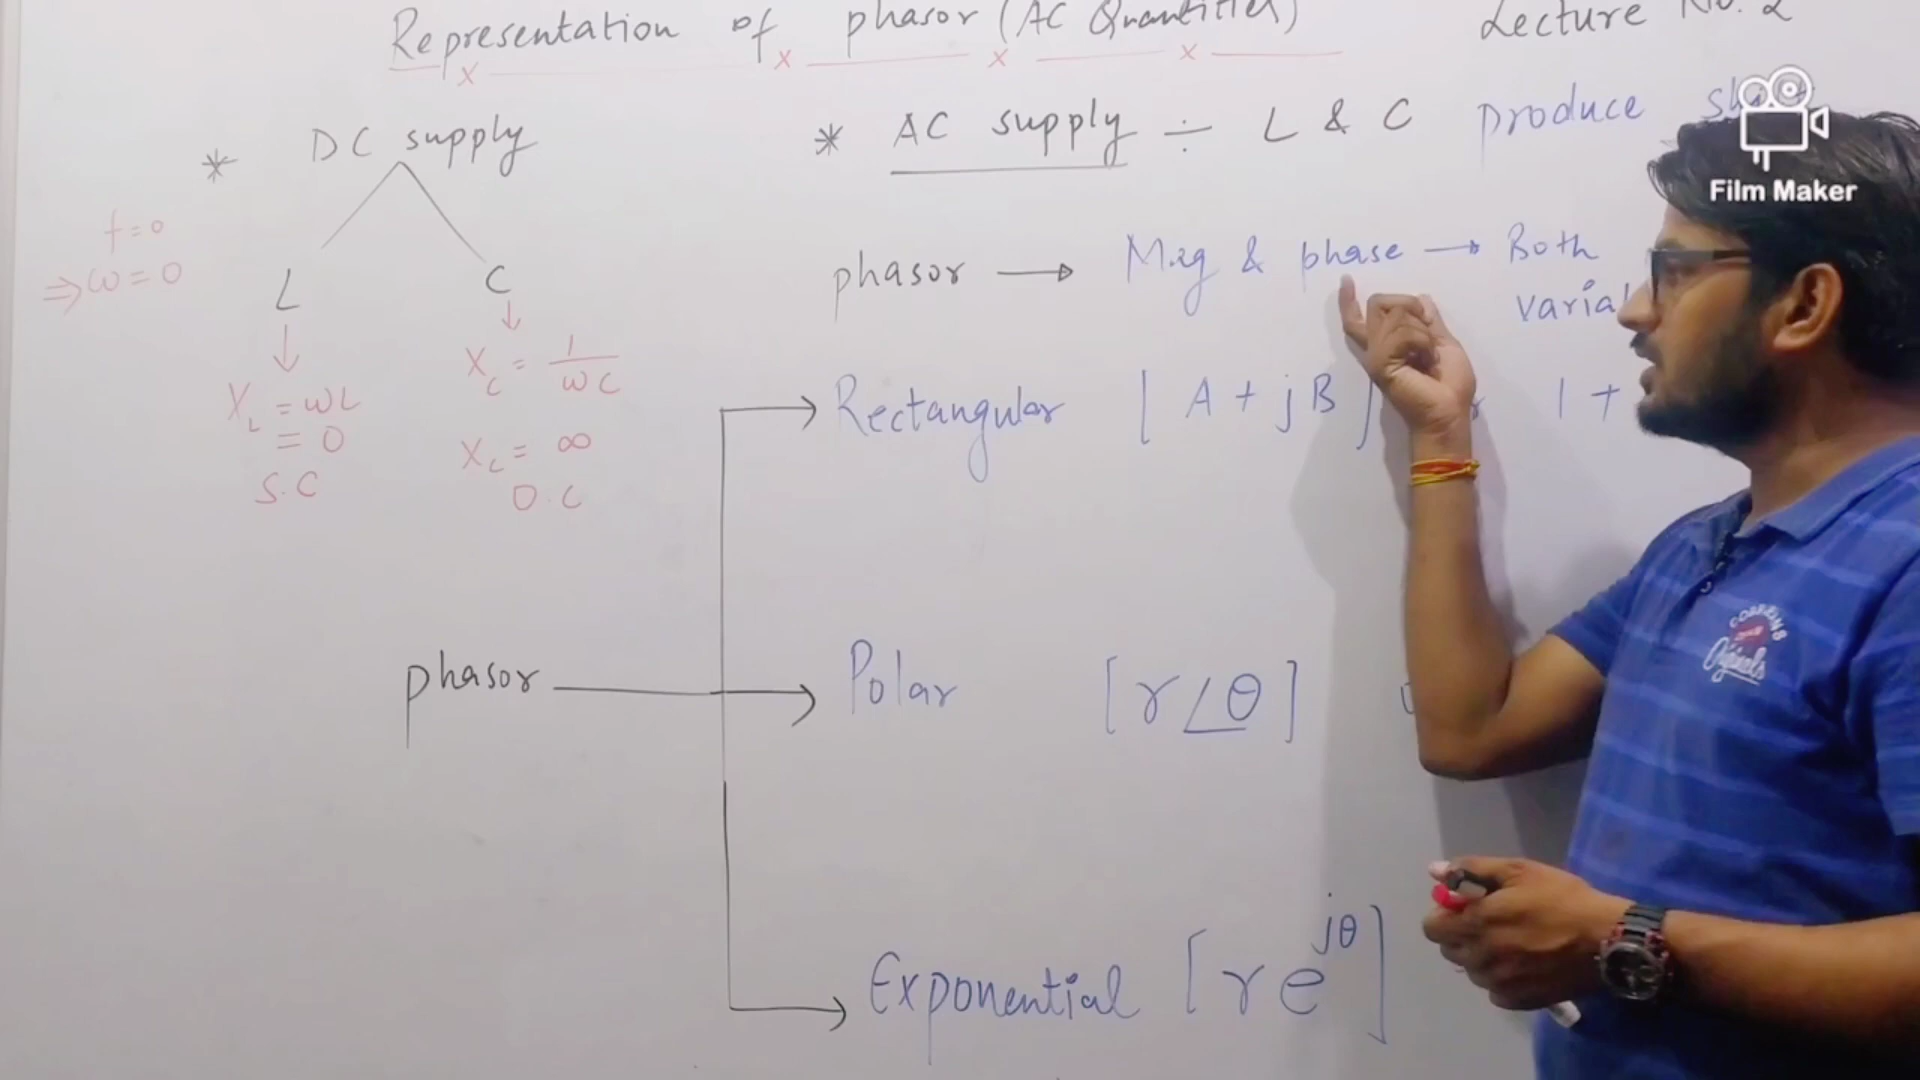 Representation of phasor (AC Quantities)
Lecture No. 2
* DC supply
f=0
⇒ω=0
L
C
X_L = ωL
= 0
S.C
X_C = 1/ωC
X_C = ∞
O.C
* AC supply ÷ L & C produce
phasor → Mag & phase → Both
Rectangular [A + jB]
1 +
phasor
Polar [r∠θ]
Exponential [re^jθ]
Film Maker
Originals